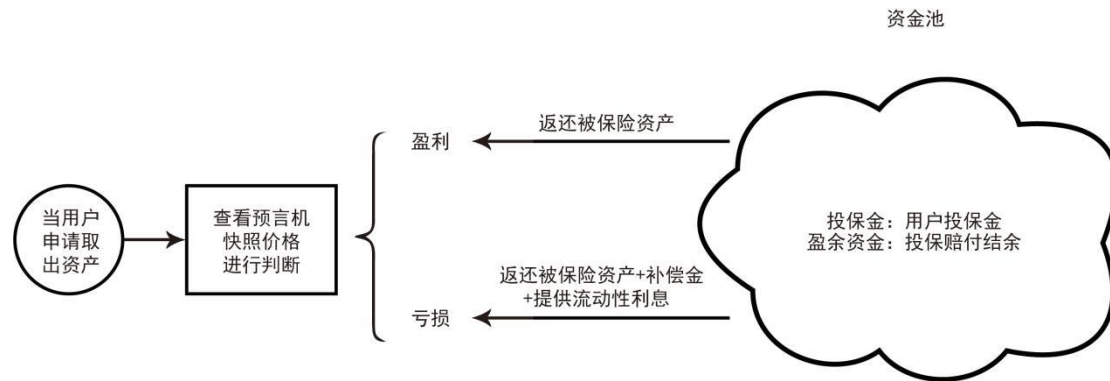 资金池
返还被保险资产
盈利
当用户
申请取
出资产
查看预言机
快照价格
进行判断
投保金：用户投保金
盈余资金：投保赔付结余
返还被保险资产+补偿金
+提供流动性利息
亏损